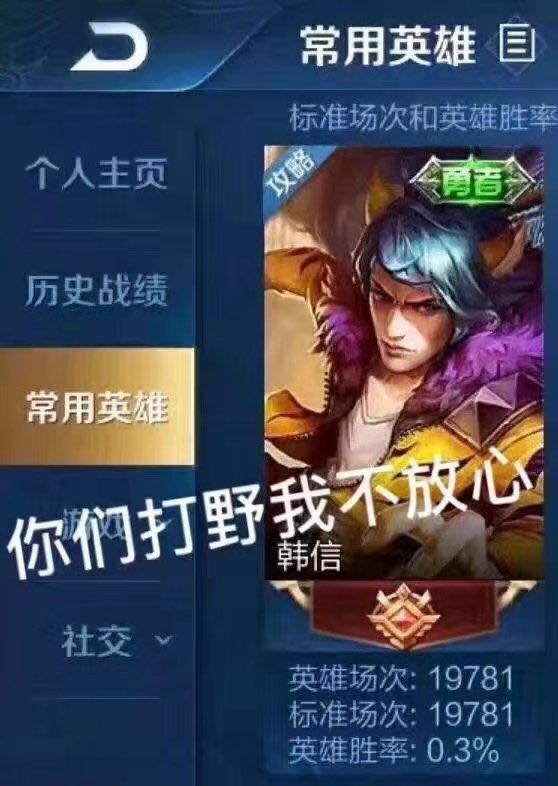 常用英雄
标准场次和英雄胜率
个人主页
历史战绩
常用英雄
游戏
社交
攻略
勇者
你们打野我不放心
韩信
英雄场次: 19781
标准场次: 19781
英雄胜率: 0.3%